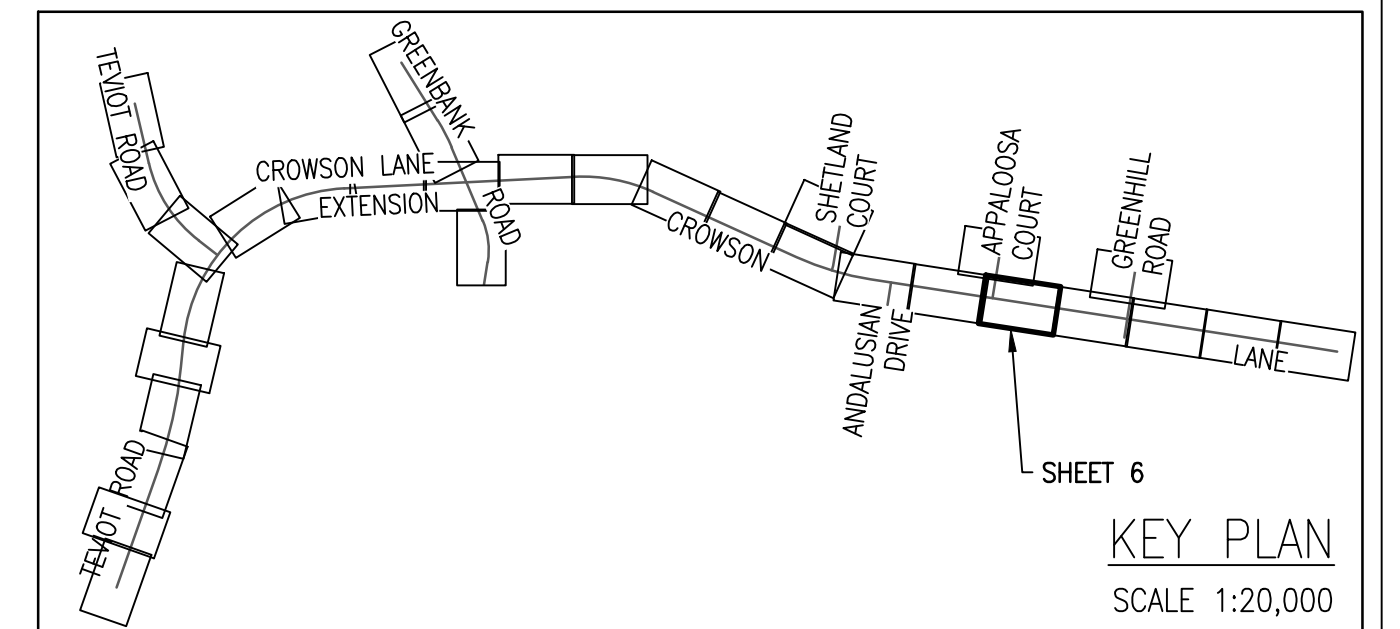 TEVIOT ROAD
GREENBANK
ROAD
CROWSON LANE
EXTENSION
CROWSON
SHETLAND
COURT
ANDALUSIAN
DRIVE
APPALOOSA
COURT
GREENHILL
ROAD
LANE
TEVIOT ROAD
SHEET 6
KEY PLAN
SCALE 1:20,000